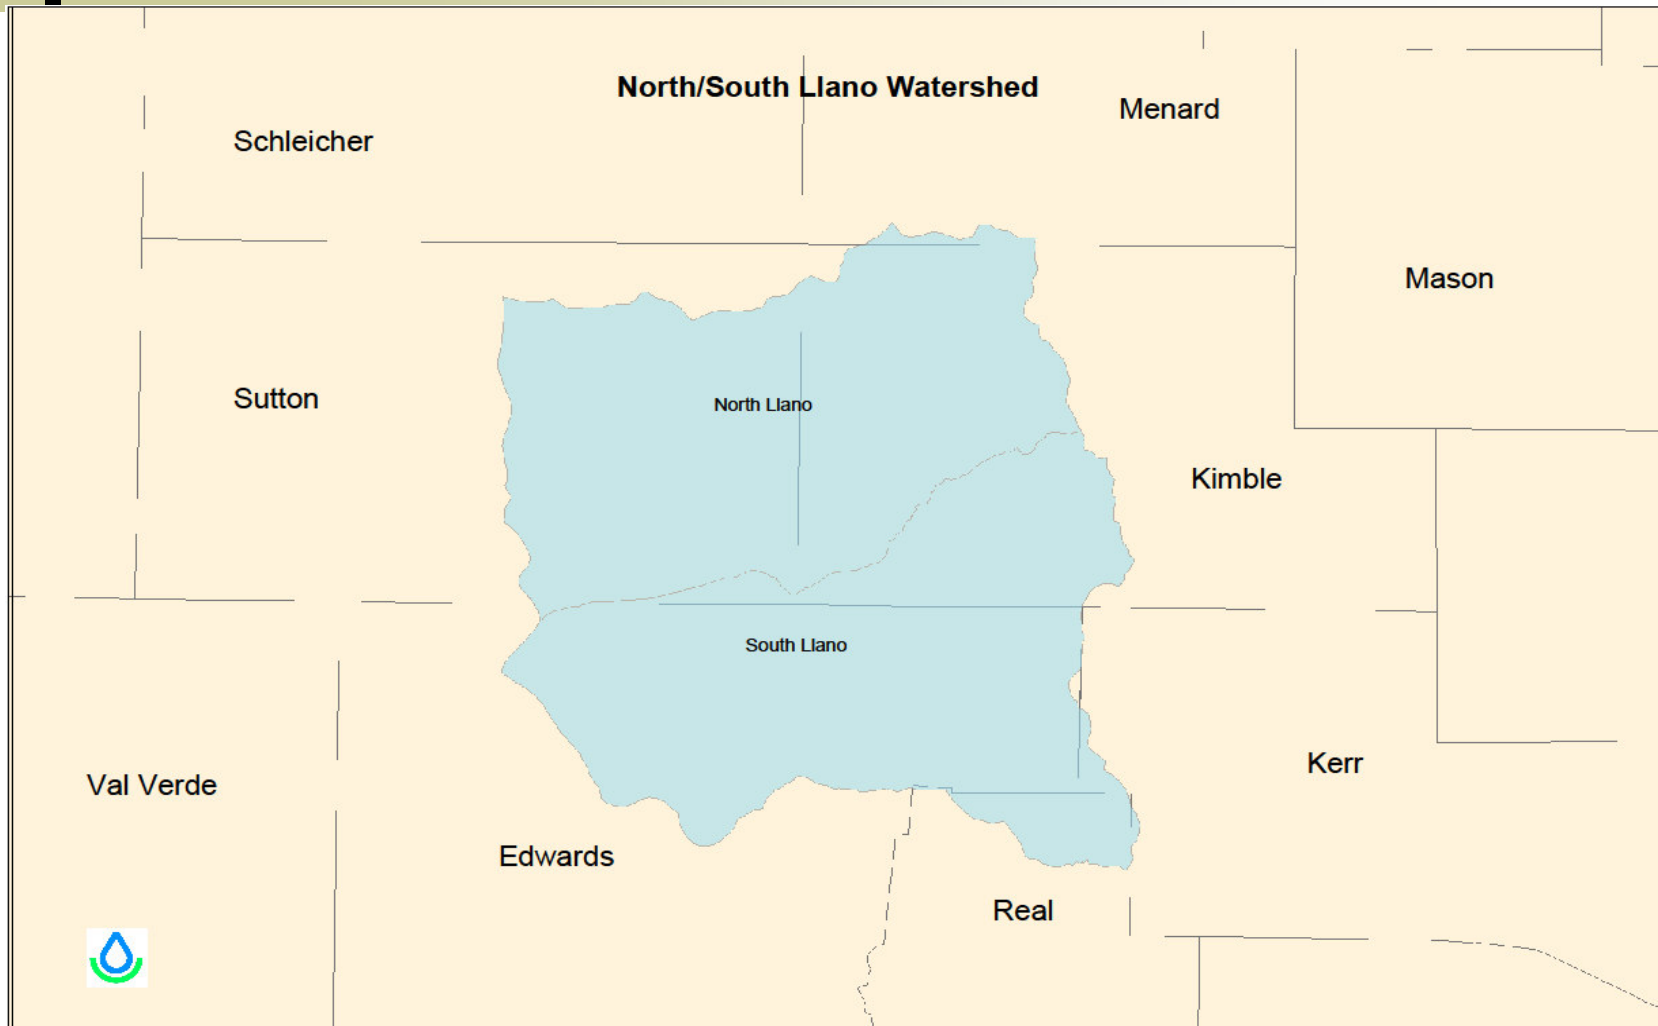 North/South Llano Watershed
Menard
Schleicher
Mason
Sutton
North Llano
Kimble
South Llano
Kerr
Val Verde
Edwards
Real